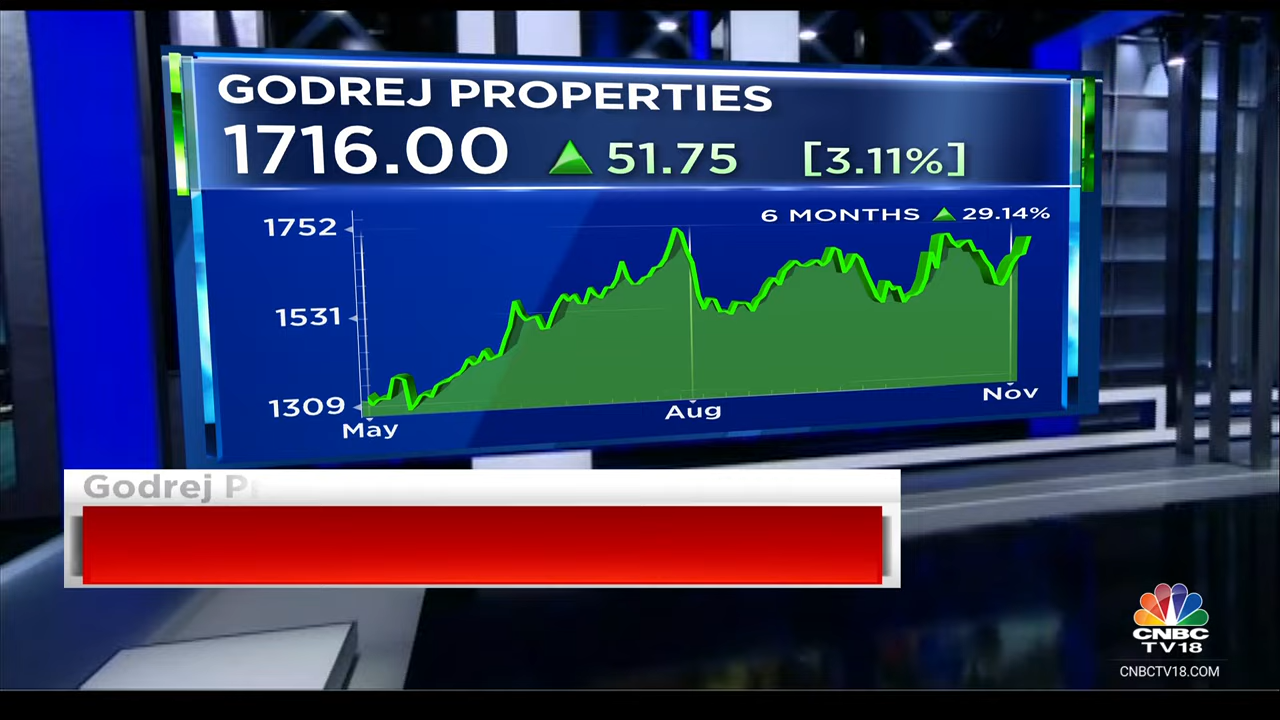 GODREJ PROPERTIES
1716.00 ▲ 51.75 [3.11%]
6 MONTHS ▲ 29.14%
1752
1531
1309
May Aug Nov
Godrej
CNBC
TV18
CNBCTV18.COM